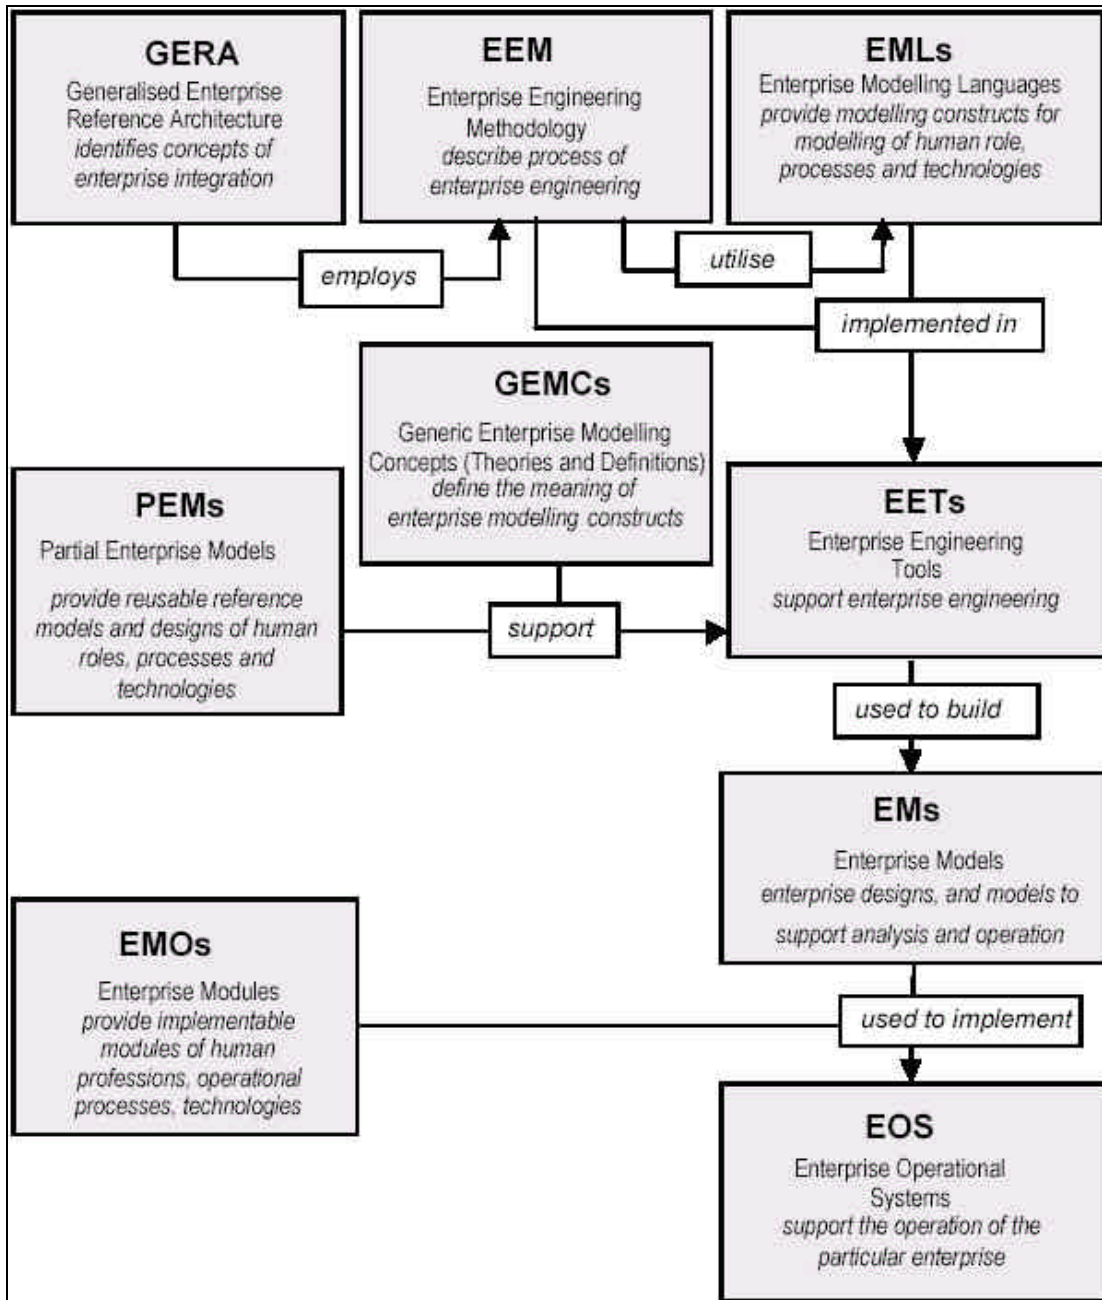 GERA
Generalised Enterprise
Reference Architecture
identifies concepts of
enterprise integration
EEM
Enterprise Engineering
Methodology
describe process of
enterprise engineering
EMLs
Enterprise Modelling Languages
provide modelling constructs for
modelling of human role,
processes and technologies
employs
utilise
implemented in
GEMCs
Generic Enterprise Modelling
Concepts (Theories and Definitions)
define the meaning of
enterprise modelling constructs
PEMs
Partial Enterprise Models
provide reusable reference
models and designs of human
roles, processes and
technologies
support
EETs
Enterprise Engineering
Tools
support enterprise engineering
used to build
EMs
Enterprise Models
enterprise designs, and models to
support analysis and operation
EMOs
Enterprise Modules
provide implementable
modules of human
professions, operational
processes, technologies
used to implement
EOS
Enterprise Operational
Systems
support the operation of the
particular enterprise